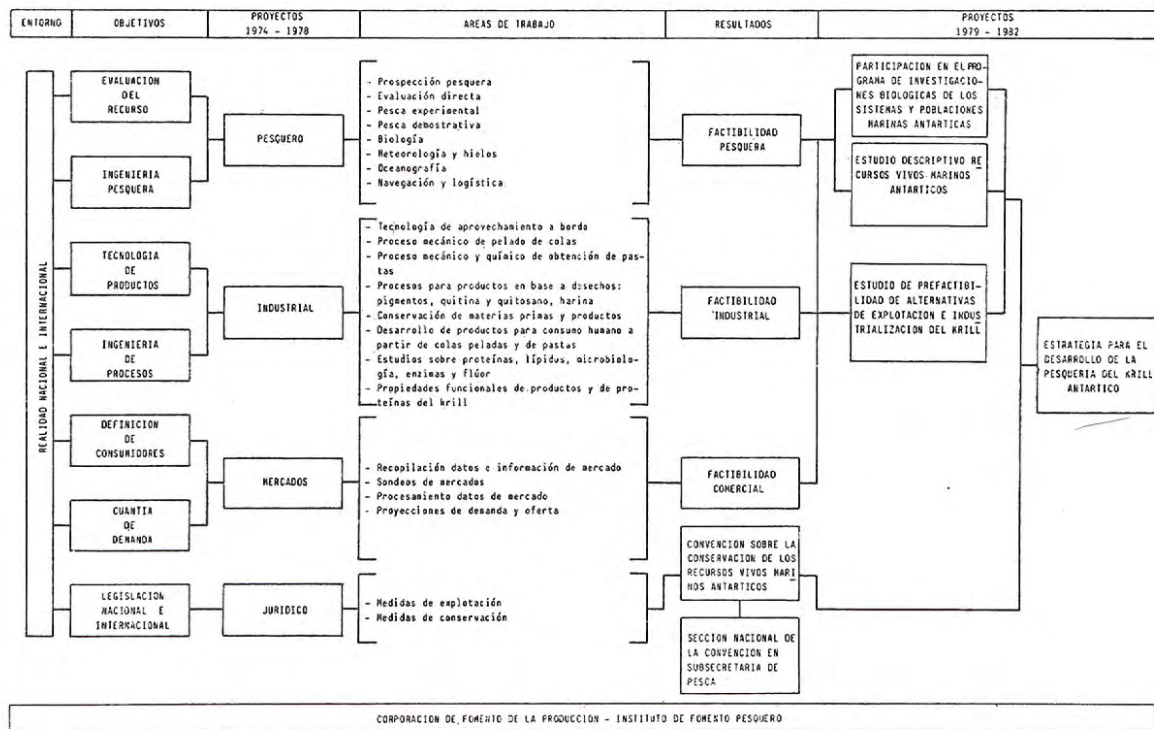 ENTORNO
OBJETIVOS
PROYECTOS
1974 - 1978
AREAS DE TRABAJO
RESULTADOS
PROYECTOS
1979 - 1982
REALIDAD NACIONAL E INTERNACIONAL
EVALUACION
DEL
RECURSO
INGENIERIA
PESQUERA
TECNOLOGIA
DE
PRODUCTOS
INGENIERIA
DE
PROCESOS
DEFINICION
DE
CONSUMIDORES
CUANTIA
DE
DEMANDA
LEGISLACION
NACIONAL E
INTERNACIONAL
PESQUERO
INDUSTRIAL
MERCADOS
JURIDICO
- Prospección pesquera
- Evaluación directa
- Pesca experimental
- Pesca demostrativa
- Biología
- Meteorología y hielos
- Oceanografía
- Navegación y logística
- Tecnología de aprovechamiento a bordo
- Proceso mecánico de pelado de colas
- Proceso mecánico y químico de obtención de pas-
tas
- Procesos para productos en base a desechos:
pigmentos, quitina y quitosano, harina
- Conservación de materias primas y productos
- Desarrollo de productos para consumo humano a
partir de colas peladas y de pastas
- Estudios sobre proteínas, lípidos, microbiolo-
gía, enzimas y flúor
- Propiedades funcionales de productos y de pro-
teínas del krill
- Recopilación datos e información de mercado
- Sondeos de mercados
- Procesamiento datos de mercado
- Proyecciones de demanda y oferta
- Medidas de explotación
- Medidas de conservación
FACTIBILIDAD
PESQUERA
FACTIBILIDAD
INDUSTRIAL
FACTIBILIDAD
COMERCIAL
CONVENCION SOBRE LA
CONSERVACION DE LOS
RECURSOS VIVOS MARI
NOS ANTARTICOS
SECCION NACIONAL DE
LA CONVENCION EN
SUBSECRETARIA DE
PESCA
PARTICIPACION EN EL PRO-
GRAMA DE INVESTIGACIO-
NES BIOLOGICAS DE LOS
SISTEMAS Y POBLACIONES
MARINAS ANTARTICAS
ESTUDIO DESCRIPTIVO RE
CURSOS VIVOS MARINOS
ANTARTICOS
ESTUDIO DE PREFACTIBI-
LIDAD DE ALTERNATIVAS
DE EXPLOTACION E INDUS
TRIALIZACION DEL KRILL
ESTRATEGIA PARA EL
DESARROLLO DE LA
PESQUERIA DEL KRILL
ANTARTICO
CORPORACION DE FOMENTO DE LA PRODUCCION - INSTITUTO DE FOMENTO PESQUERO